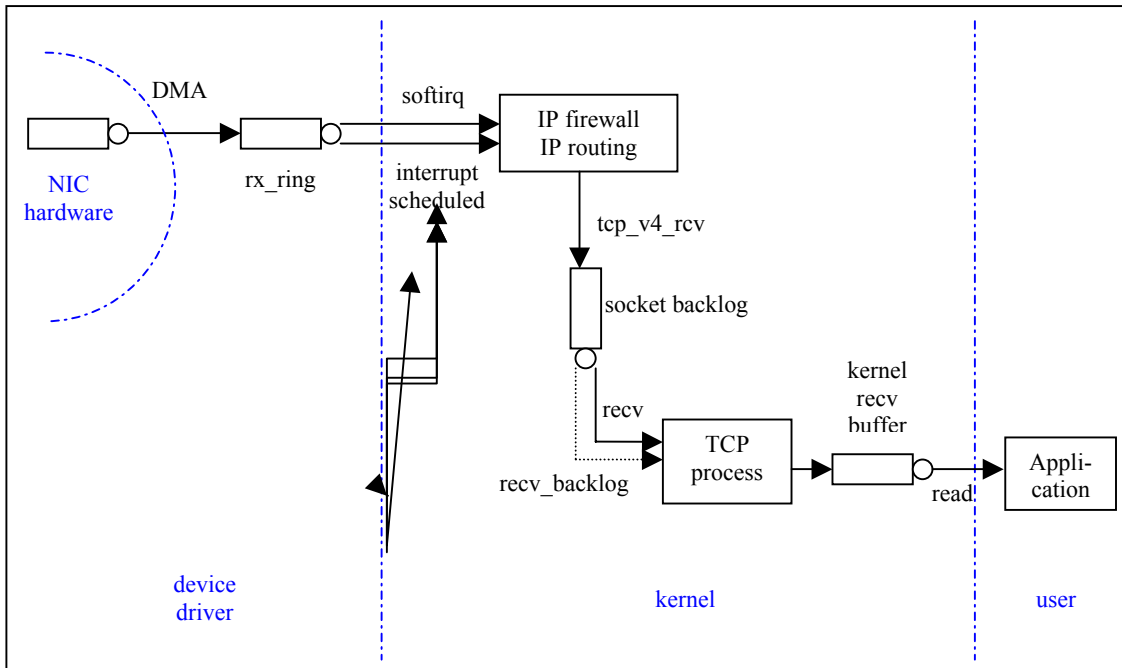 DMA
softirq
IP firewall
IP routing
NIC
hardware
rx_ring
interrupt
scheduled
tcp_v4_rcv
socket backlog
kernel
recv
buffer
recv
TCP
process
recv_backlog
read
Appli-
cation
device
driver
kernel
user